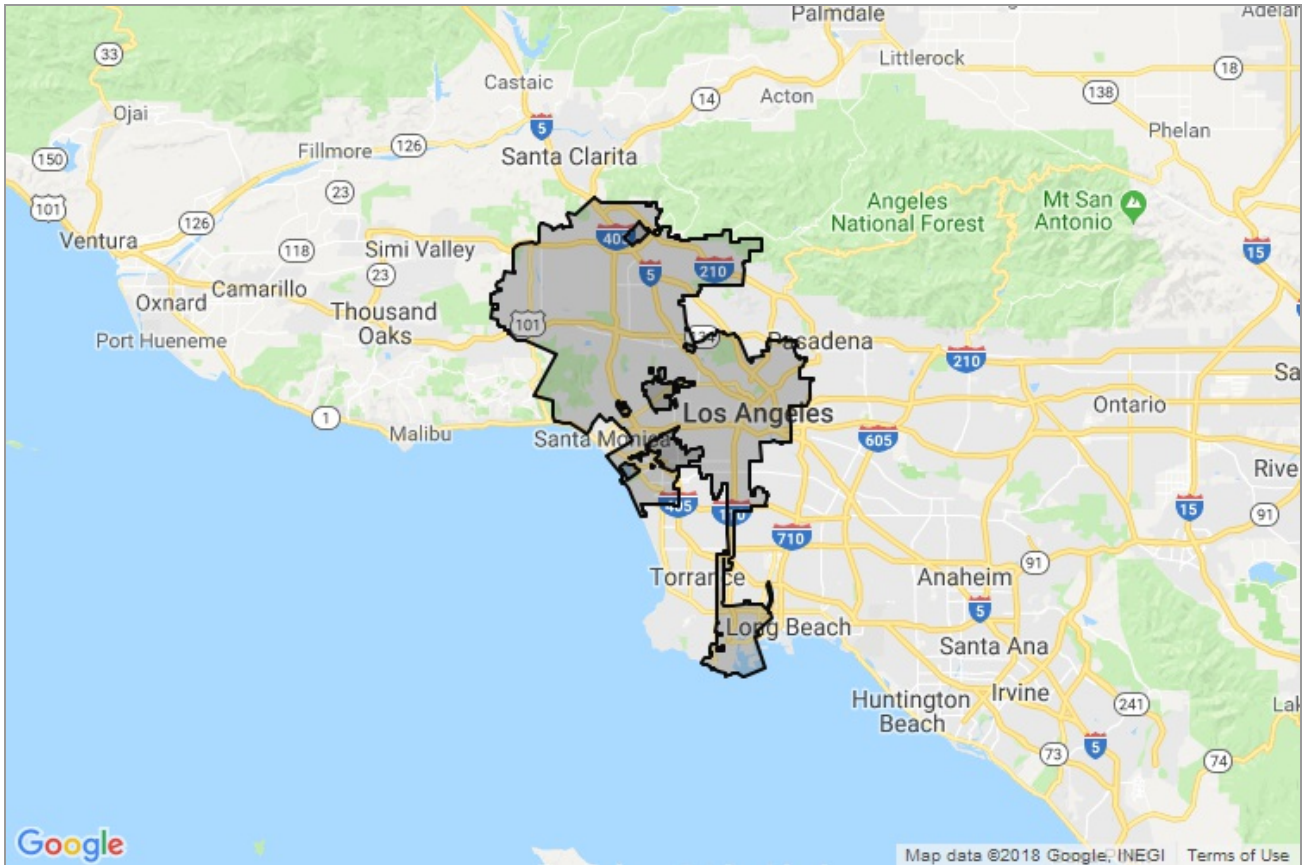 Palmdale
Adelan
33
Littlerock
18
Castaic
14
Acton
138
Ojai
5
Phelan
126
150
Fillmore
Santa Clarita
23
101
Angeles
National Forest
Mt San
Antonio
126
Ventura
118
Simi Valley
405
15
23
5
210
Camarillo
Oxnard
Thousand
Oaks
101
Port Hueneme
134
Pasadena
210
Sa
1
Malibu
Los Angeles
Ontario
Santa Monica
605
Rive
405
110
15
91
710
91
Torrance
Anaheim
5
Long Beach
Santa Ana
Huntington
Beach
Irvine
241
Lak
73
5
74
Google
Map data ©2018 Google, INEGI
Terms of Use